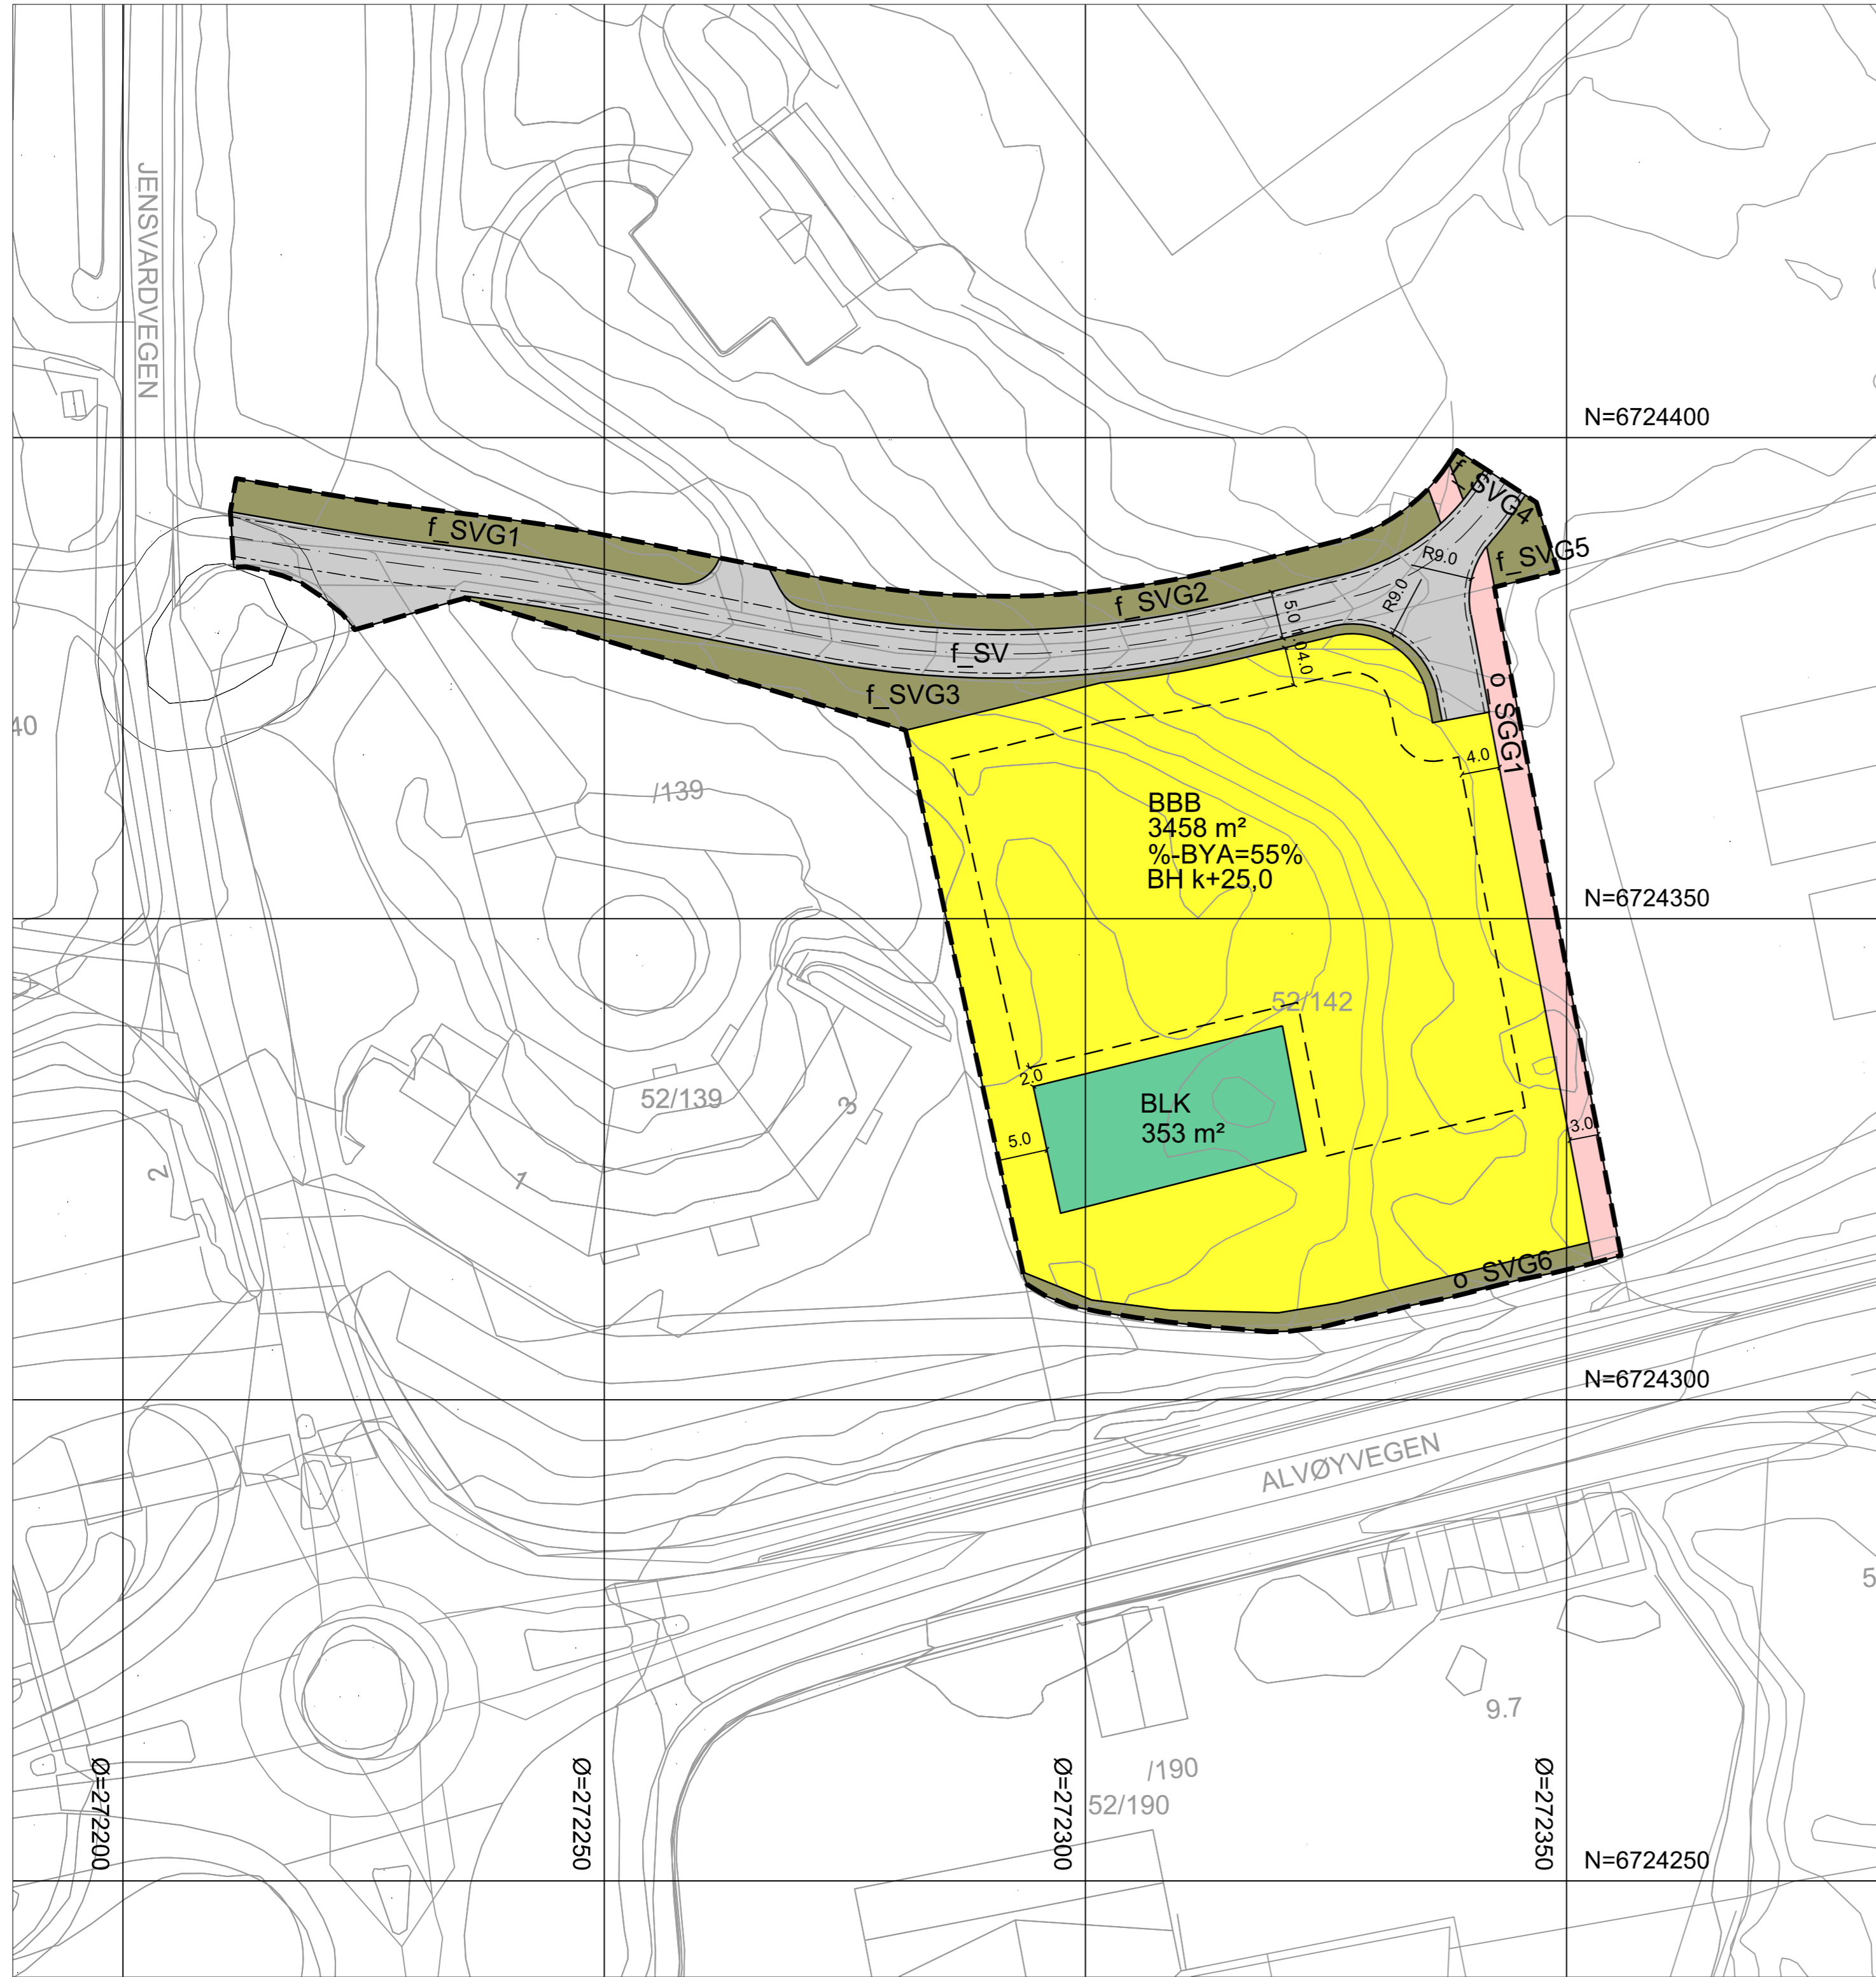 JENSVARDVEGEN
N=6724400
f_SVG4
f_SVG1
f_SVG5
R9.0
R9.0
f_SVG2
5.0
1.0
4.0
f_SV
f_SVG3
o_SGG1
40
4.0
/139
BBB
3458 m²
%-BYA=55%
BH k+25,0
N=6724350
52/142
2.0
52/139
3
BLK
353 m²
3.0
5.0
2
1
o_SVG6
N=6724300
ALVØYVEGEN
5
9.7
/190
52/190
Ø=272200
Ø=272250
Ø=272300
Ø=272350
N=6724250